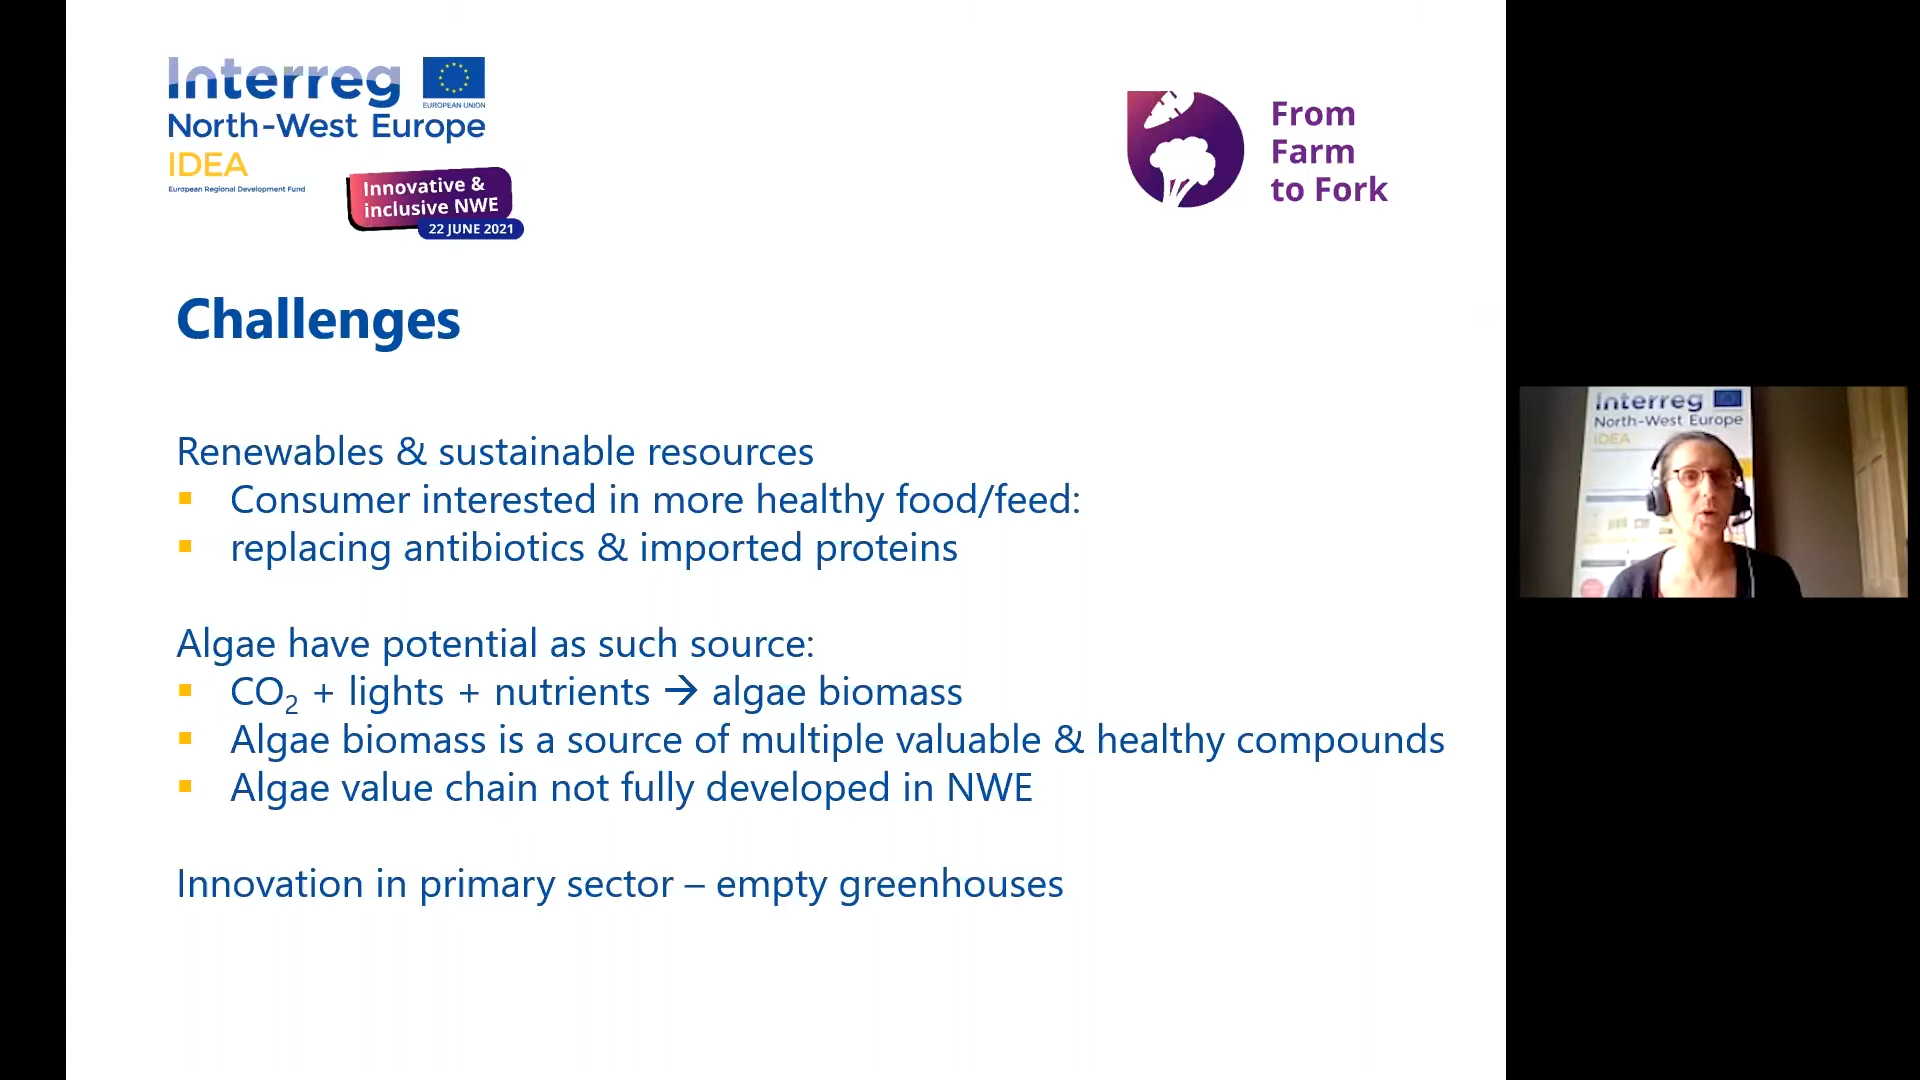 Interreg
EUROPEAN UNION
North-West Europe
IDEA
European Regional Development Fund
Innovative &
inclusive NWE
22 JUNE 2021
From
Farm
to Fork
Challenges
Renewables & sustainable resources
▪ Consumer interested in more healthy food/feed:
▪ replacing antibiotics & imported proteins
Algae have potential as such source:
▪ CO₂ + lights + nutrients → algae biomass
▪ Algae biomass is a source of multiple valuable & healthy compounds
▪ Algae value chain not fully developed in NWE
Innovation in primary sector – empty greenhouses
Interreg
North-West Europe
IDEA